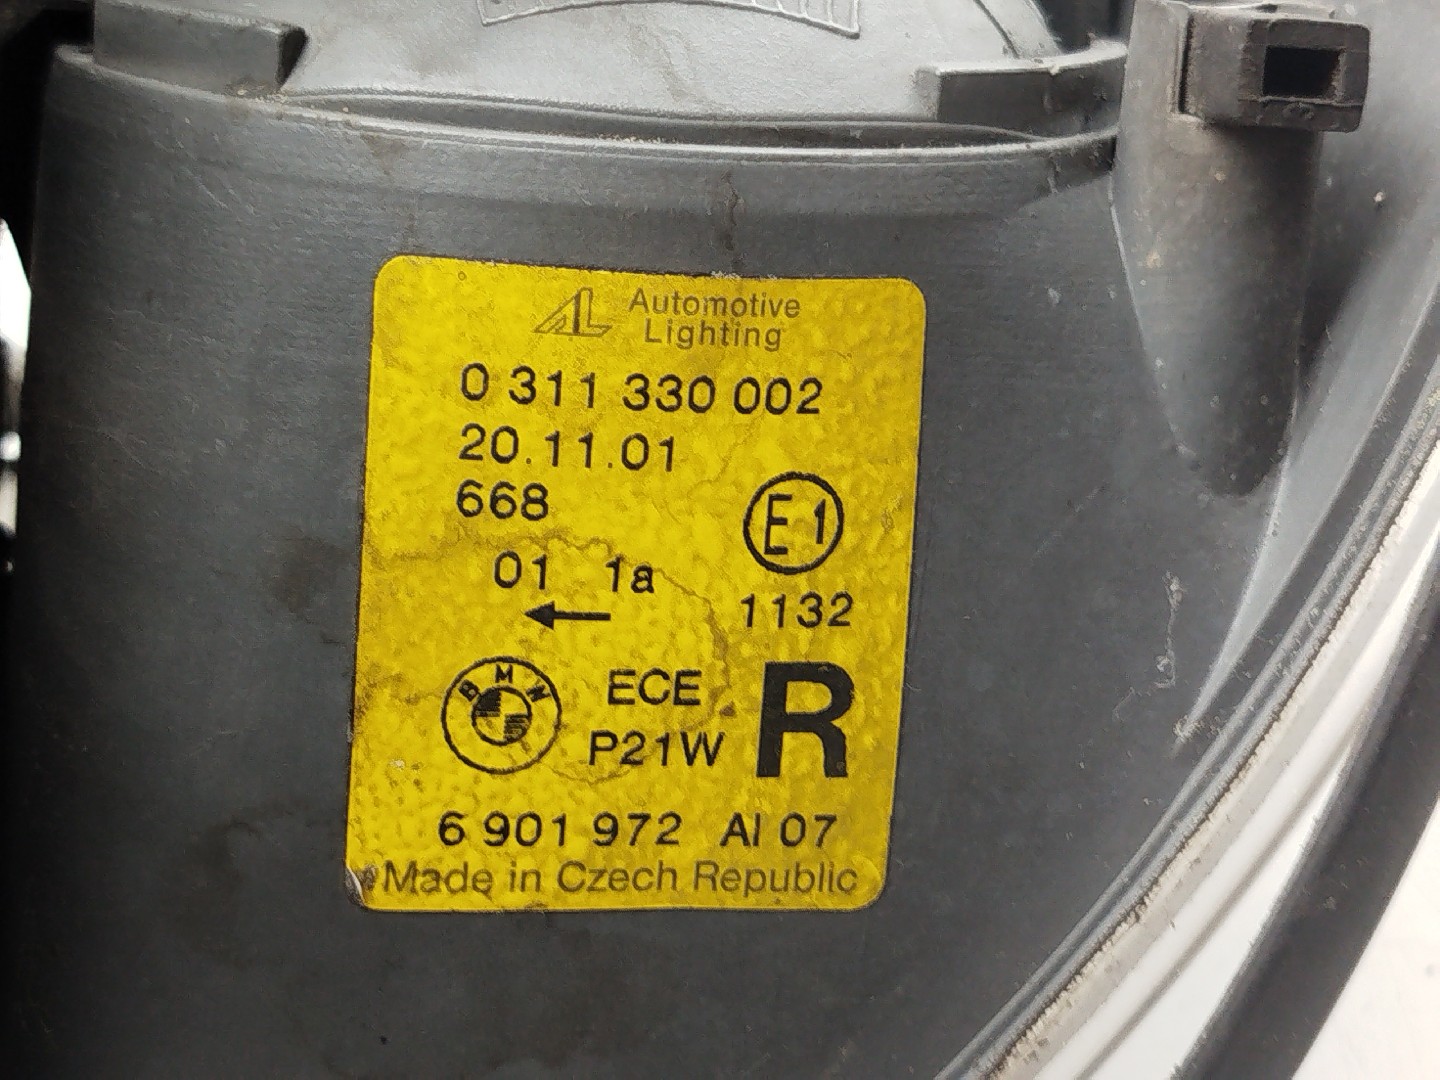 AL Automotive
Lighting
0 311 330 002
20.11.01
668
E1
01 1a
1132
BMW
ECE
P21W
R
6 901 972 AI 07
Made in Czech Republic